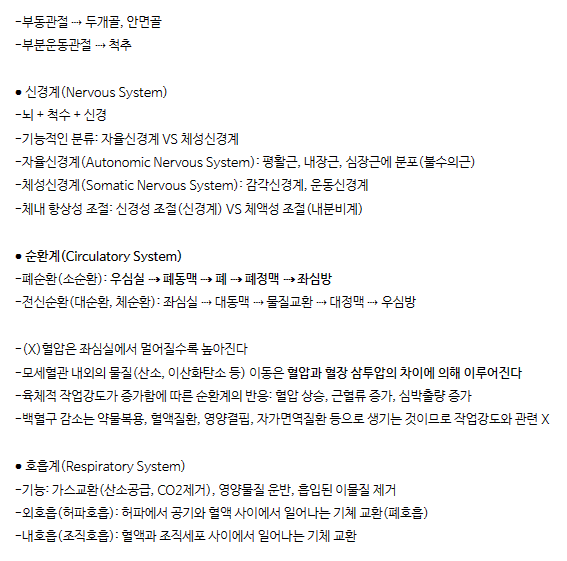 -부동관절 → 두개골, 안면골
-부분운동관절 → 척추
● 신경계(Nervous System)
-뇌 + 척수 + 신경
-기능적인 분류: 자율신경계 VS 체성신경계
-자율신경계(Autonomic Nervous System): 평활근, 내장근, 심장근에 분포(불수의근)
-체성신경계(Somatic Nervous System): 감각신경계, 운동신경계
-체내 항상성 조절: 신경성 조절(신경계) VS 체액성 조절(내분비계)
● 순환계(Circulatory System)
-폐순환(소순환): 우심실 → 폐동맥 → 폐 → 폐정맥 → 좌심방
-전신순환(대순환, 체순환): 좌심실 → 대동맥 → 물질교환 → 대정맥 → 우심방
-(X)혈압은 좌심실에서 멀어질수록 높아진다
-모세혈관 내외의 물질(산소, 이산화탄소 등) 이동은 혈압과 혈장 삼투압의 차이에 의해 이루어진다
-육체적 작업강도가 증가함에 따른 순환계의 반응: 혈압 상승, 근혈류 증가, 심박출량 증가
-백혈구 감소는 약물복용, 혈액질환, 영양결핍, 자가면역질환 등으로 생기는 것이므로 작업강도와 관련 X
● 호흡계(Respiratory System)
-기능: 가스교환(산소공급, CO2제거), 영양물질 운반, 흡입된 이물질 제거
-외호흡(허파호흡): 허파에서 공기와 혈액 사이에서 일어나는 기체 교환(폐호흡)
-내호흡(조직호흡): 혈액과 조직세포 사이에서 일어나는 기체 교환